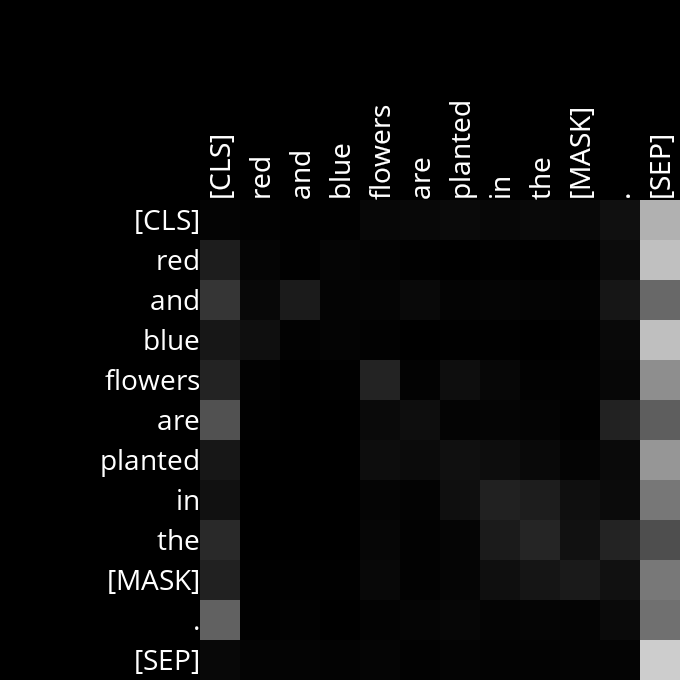 [CLS] red and blue flowers are planted in the [MASK] . [SEP]
[CLS]
red
and
blue
flowers
are
planted
in
the
[MASK]
.
[SEP]